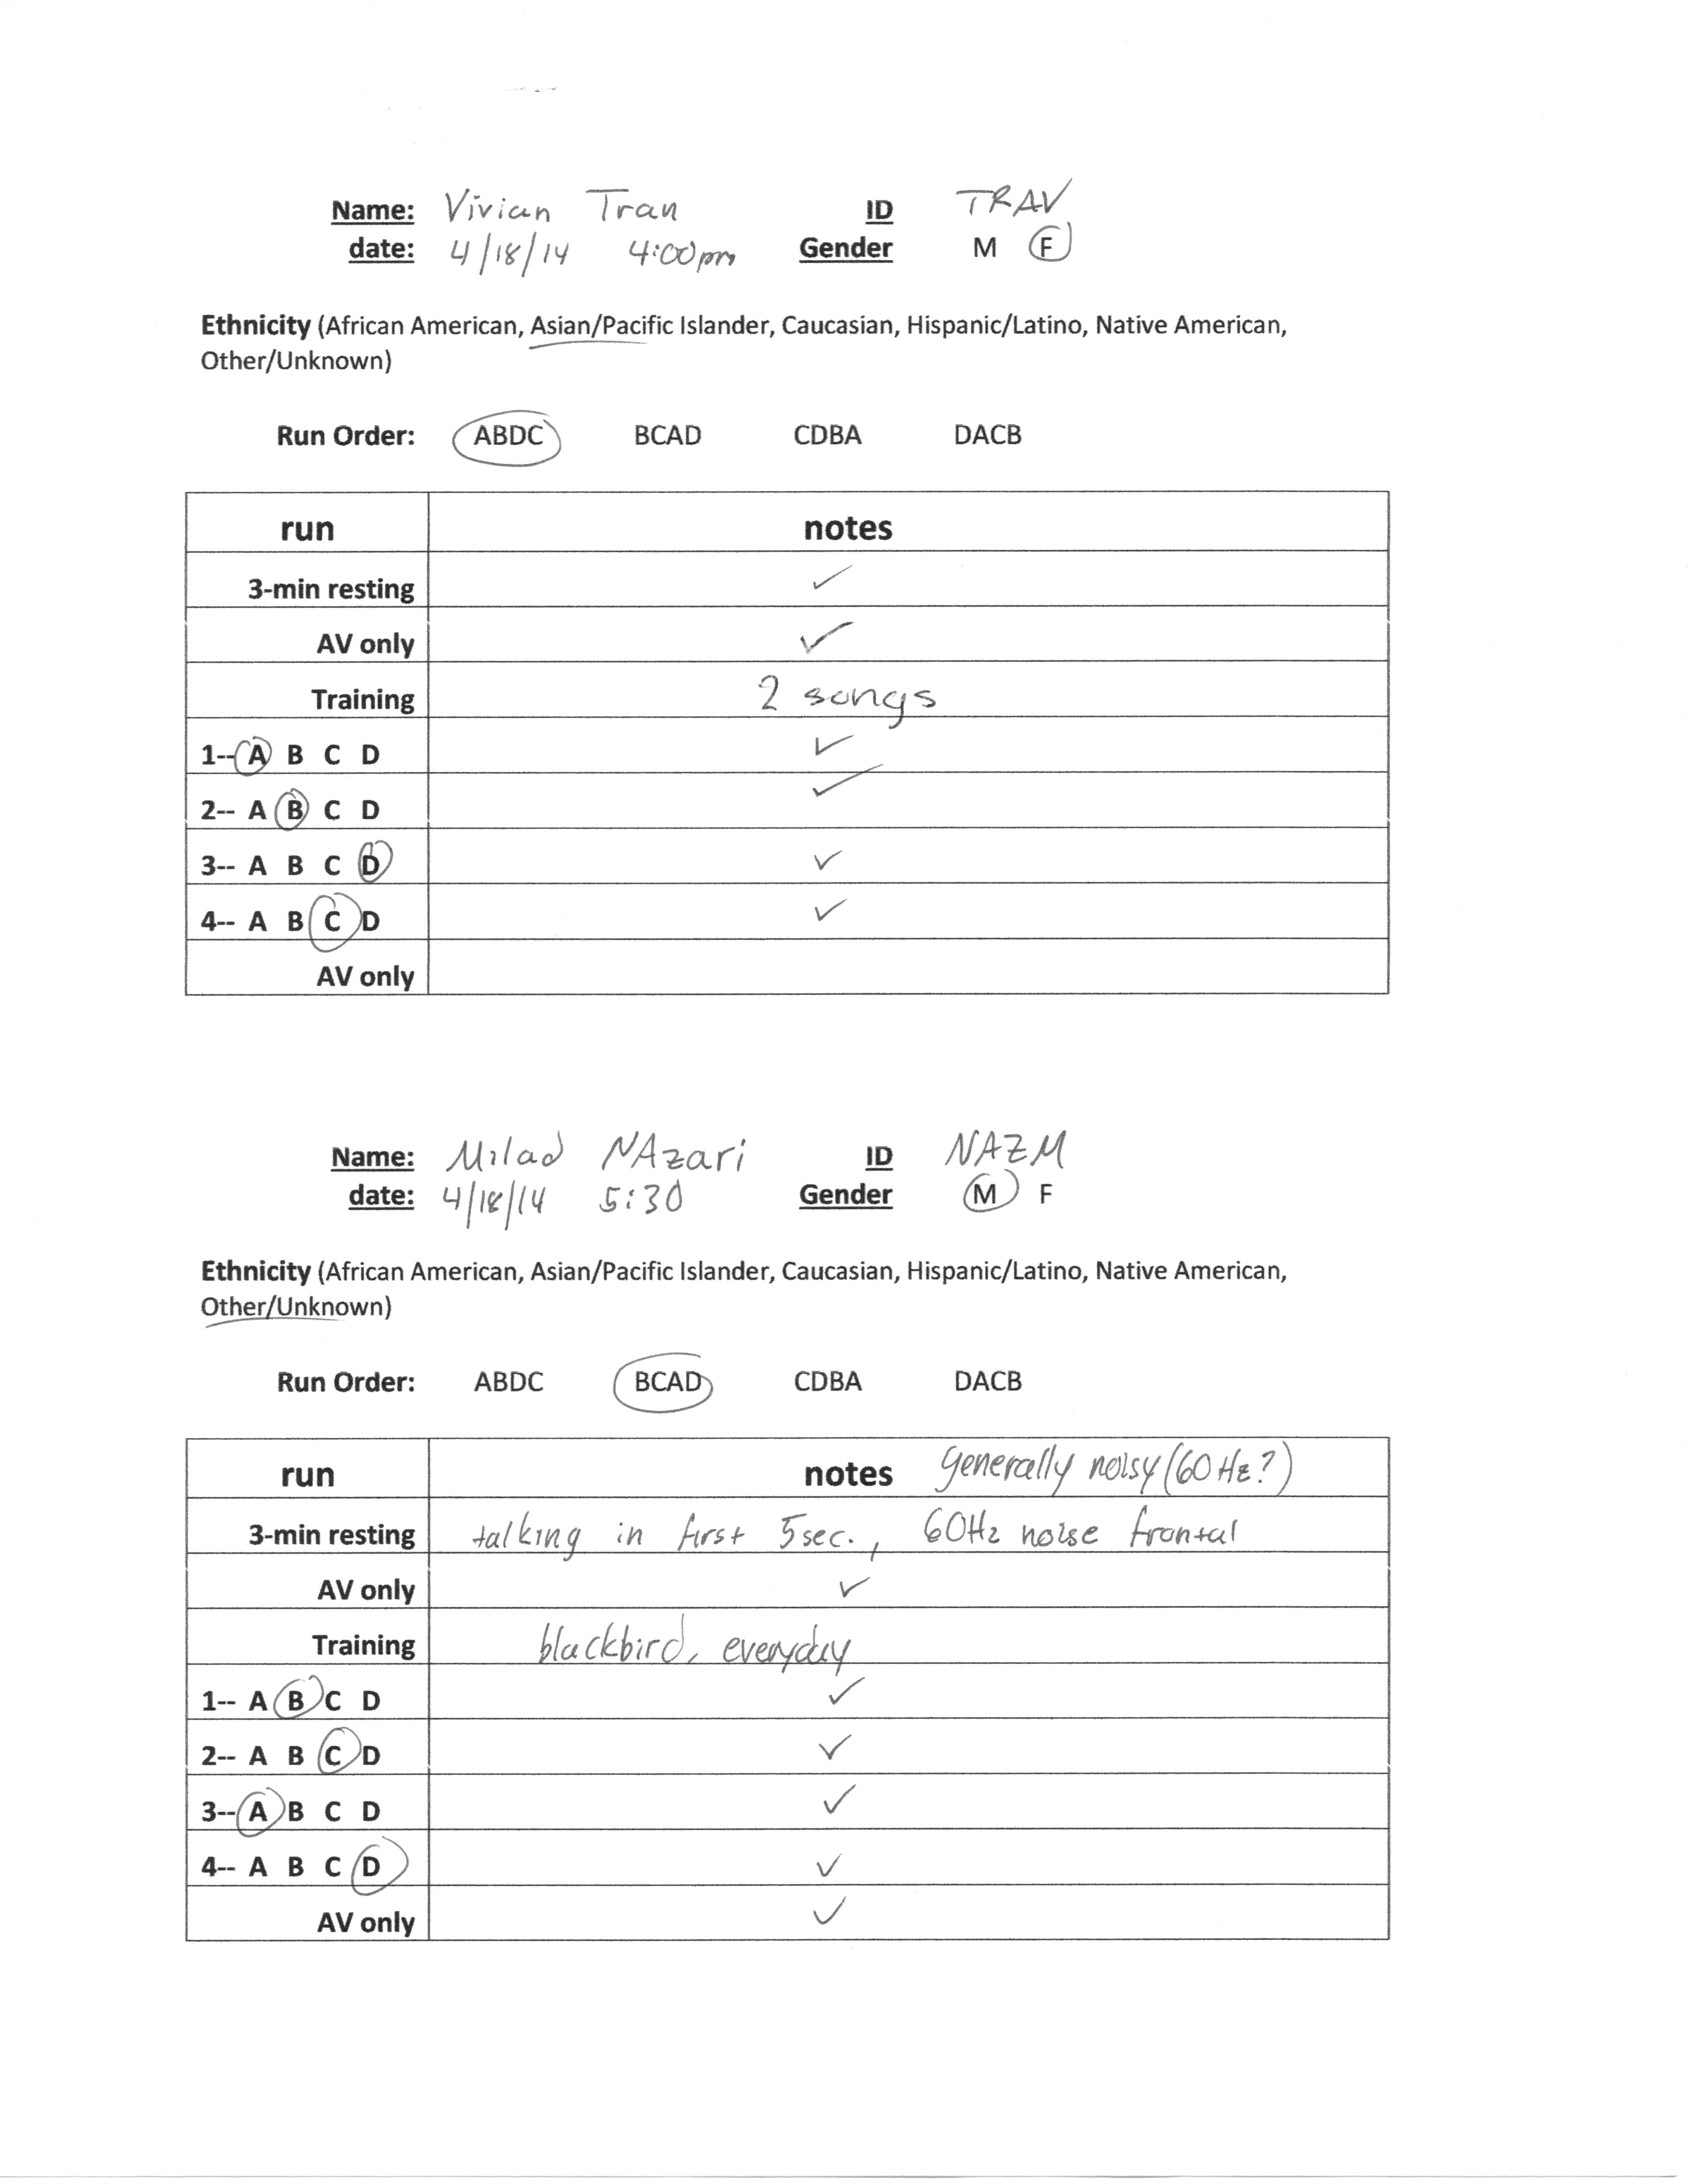 Name: Vivian Tran ID TRAV
date: 4/18/14 4:00pm Gender M F
Ethnicity (African American, Asian/Pacific Islander, Caucasian, Hispanic/Latino, Native American,
Other/Unknown)
Run Order: ABDC BCAD CDBA DACB
run notes
3-min resting ✓
AV only ✓
Training 2 songs
1-- A B C D ✓
2-- A B C D ✓
3-- A B C D ✓
4-- A B C D ✓
AV only
Name: Milad NAzari ID NAZM
date: 4/18/14 5:30 Gender M F
Ethnicity (African American, Asian/Pacific Islander, Caucasian, Hispanic/Latino, Native American,
Other/Unknown)
Run Order: ABDC BCAD CDBA DACB
run notes generally noisy (60 Hz?)
3-min resting talking in first 5sec., 60Hz noise frontal
AV only ✓
Training blackbird, everyday
1-- A B C D ✓
2-- A B C D ✓
3-- A B C D ✓
4-- A B C D ✓
AV only ✓